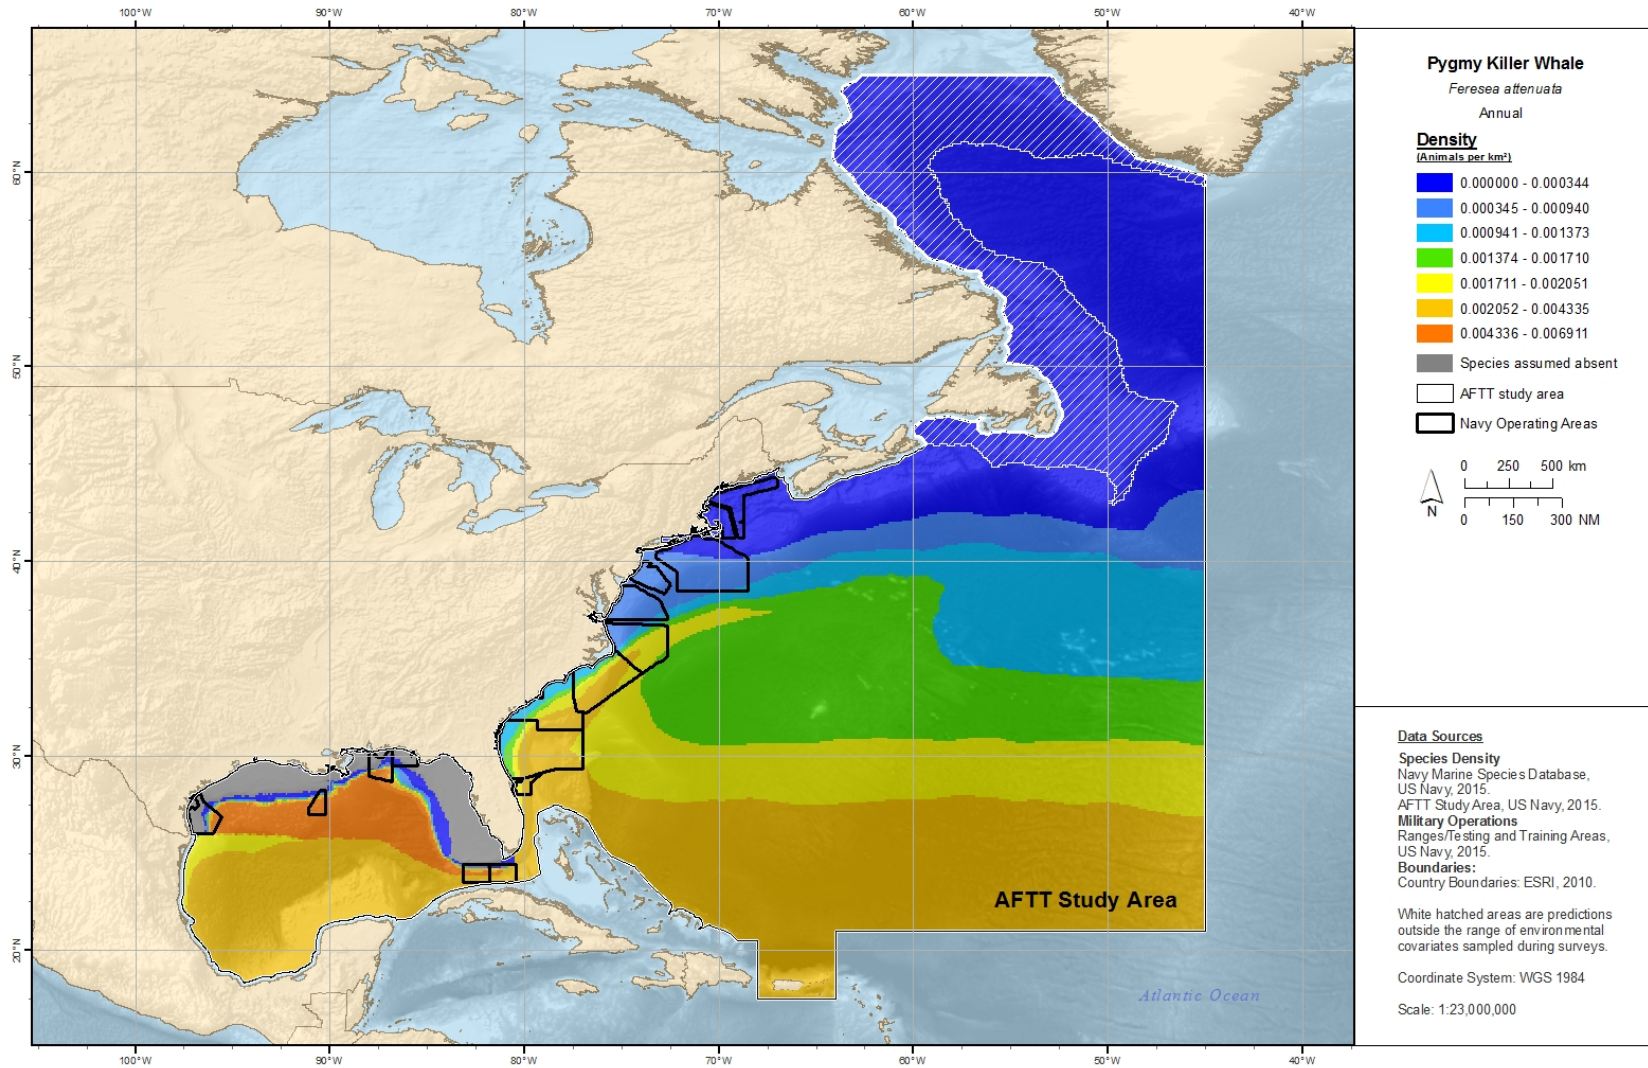 100°W 90°W 80°W 70°W 60°W 50°W 40°W
60°N
50°N
40°N
30°N
20°N
AFTT Study Area
Atlantic Ocean
100°W 90°W 80°W 70°W 60°W 50°W 40°W
Pygmy Killer Whale
Feresea attenuata
Annual
Density
(Animals per km²)
0.000000 - 0.000344
0.000345 - 0.000940
0.000941 - 0.001373
0.001374 - 0.001710
0.001711 - 0.002051
0.002052 - 0.004335
0.004336 - 0.006911
Species assumed absent
AFTT study area
Navy Operating Areas
N
0 250 500 km
0 150 300 NM
Data Sources
Species Density
Navy Marine Species Database,
US Navy, 2015.
AFTT Study Area, US Navy, 2015.
Military Operations
Ranges/Testing and Training Areas,
US Navy, 2015.
Boundaries:
Country Boundaries: ESRI, 2010.
White hatched areas are predictions
outside the range of environmental
covariates sampled during surveys.
Coordinate System: WGS 1984
Scale: 1:23,000,000